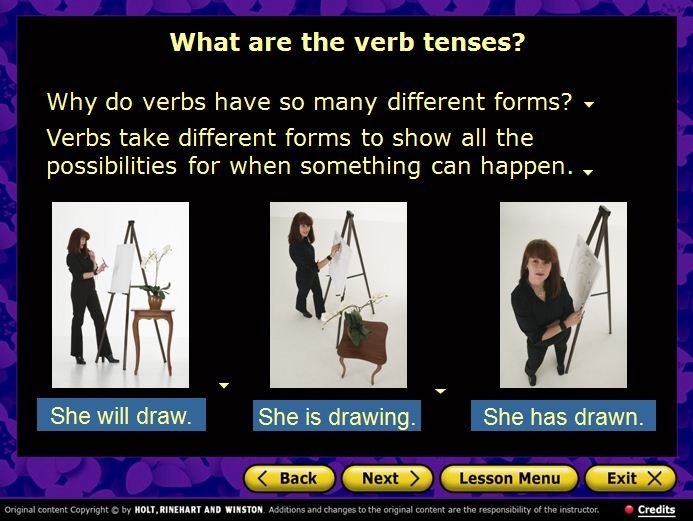 What are the verb tenses?
Why do verbs have so many different forms?
Verbs take different forms to show all the
possibilities for when something can happen.
She will draw.
She is drawing.
She has drawn.
Back
Next
Lesson Menu
Exit
Original content Copyright © by HOLT, RINEHART AND WINSTON. Additions and changes to the original content are the responsibility of the instructor.
Credits